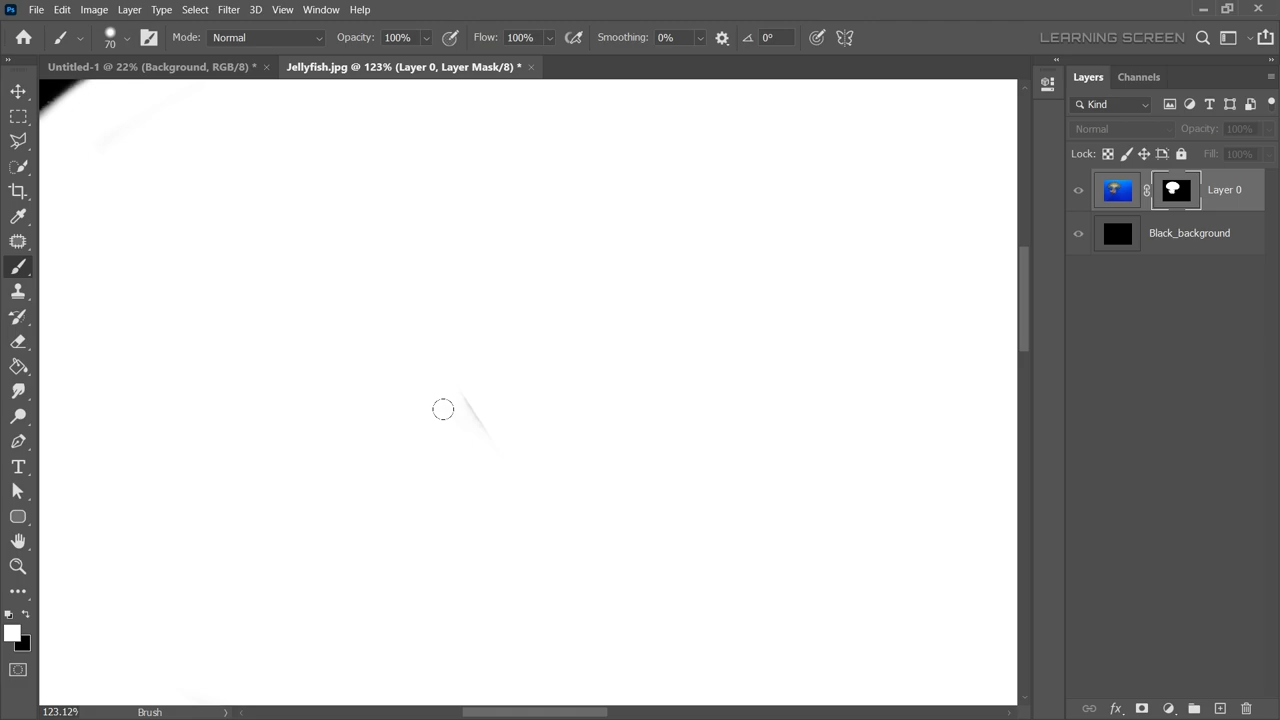 Ps File Edit Image Layer Type Select Filter 3D View Window Help
70 Mode: Normal Opacity: 100% Flow: 100% Smoothing: 0% 0° LEARNING SCREEN
Untitled-1 @ 22% (Background, RGB/8) * Jellyfish.jpg @ 123% (Layer 0, Layer Mask/8) *
Layers Channels
Kind
Normal Opacity: 100%
Lock: Fill: 100%
Layer 0
Black_background
123.12% Brush